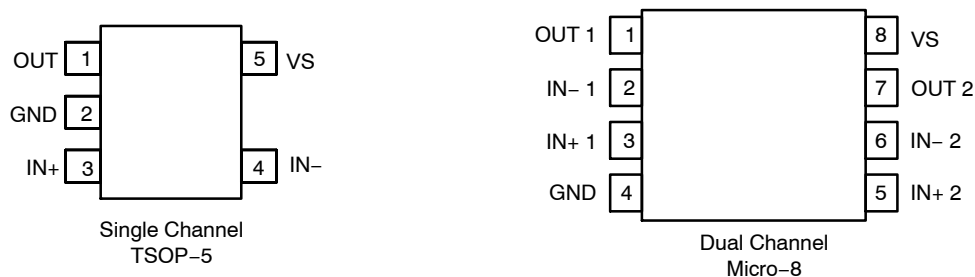 OUT 1 5 VS
GND 2
IN+ 3 4 IN−
Single Channel
TSOP−5
OUT 1 1 8 VS
IN− 1 2 7 OUT 2
IN+ 1 3 6 IN− 2
GND 4 5 IN+ 2
Dual Channel
Micro−8